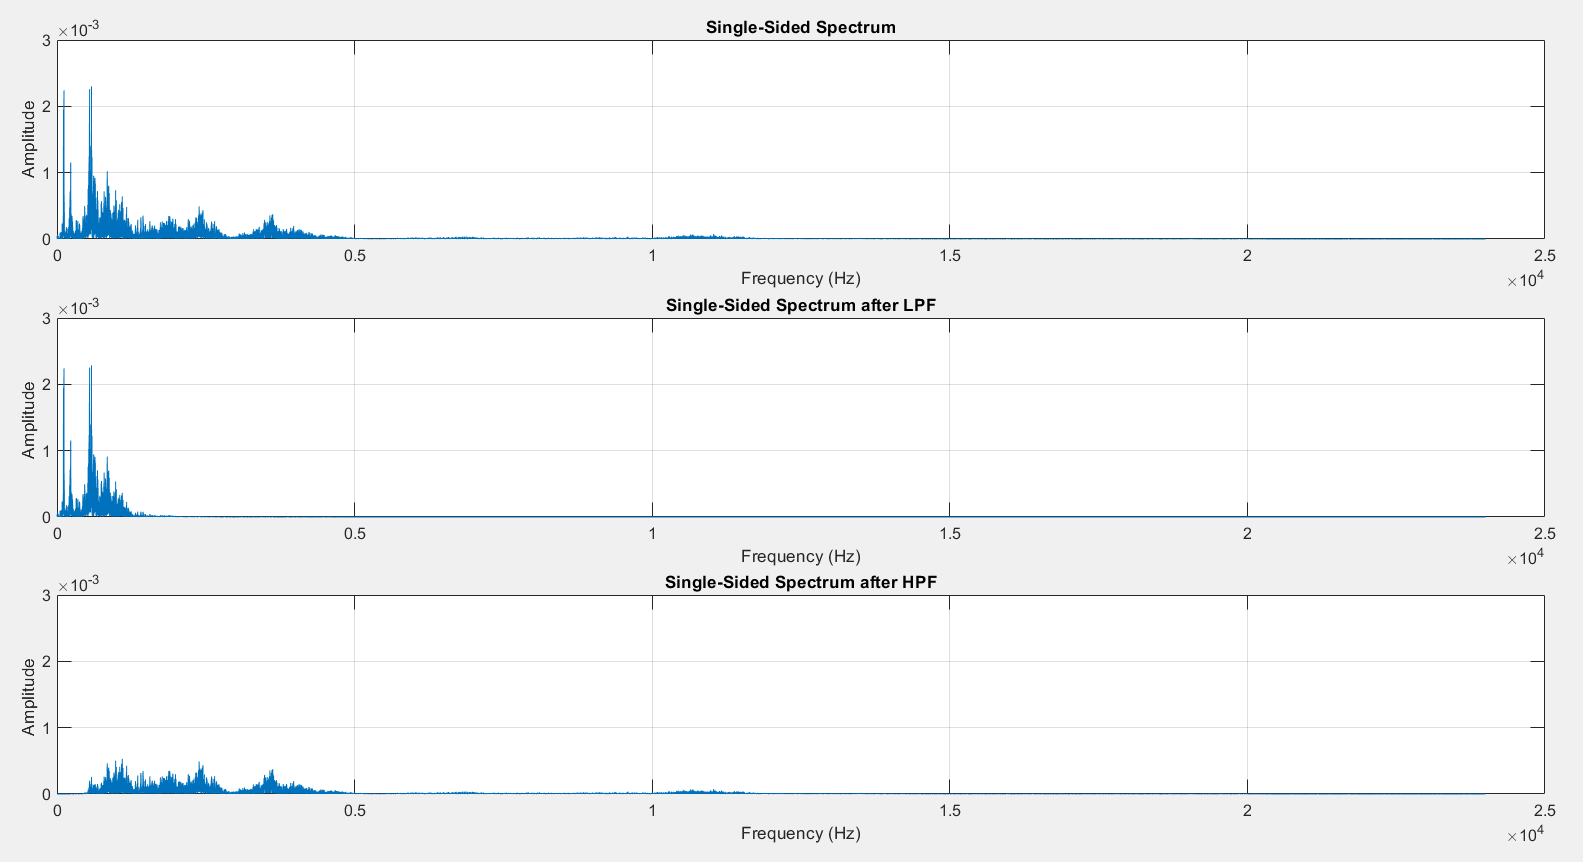 Single-Sided Spectrum
×10-3
3
2
1
0
Amplitude
0 0.5 1 1.5 2 2.5
Frequency (Hz)
×104
Single-Sided Spectrum after LPF
×10-3
3
2
1
0
Amplitude
0 0.5 1 1.5 2 2.5
Frequency (Hz)
×104
Single-Sided Spectrum after HPF
×10-3
3
2
1
0
Amplitude
0 0.5 1 1.5 2 2.5
Frequency (Hz)
×104